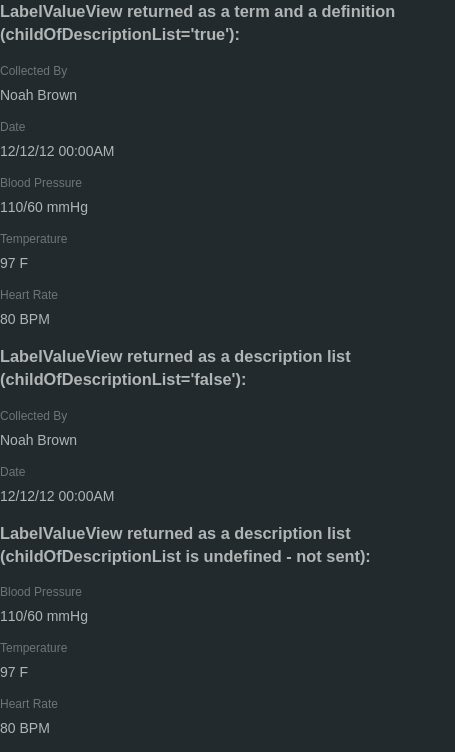 LabelValueView returned as a term and a definition
(childOfDescriptionList='true'):
Collected By
Noah Brown
Date
12/12/12 00:00AM
Blood Pressure
110/60 mmHg
Temperature
97 F
Heart Rate
80 BPM
LabelValueView returned as a description list
(childOfDescriptionList='false'):
Collected By
Noah Brown
Date
12/12/12 00:00AM
LabelValueView returned as a description list
(childOfDescriptionList is undefined - not sent):
Blood Pressure
110/60 mmHg
Temperature
97 F
Heart Rate
80 BPM